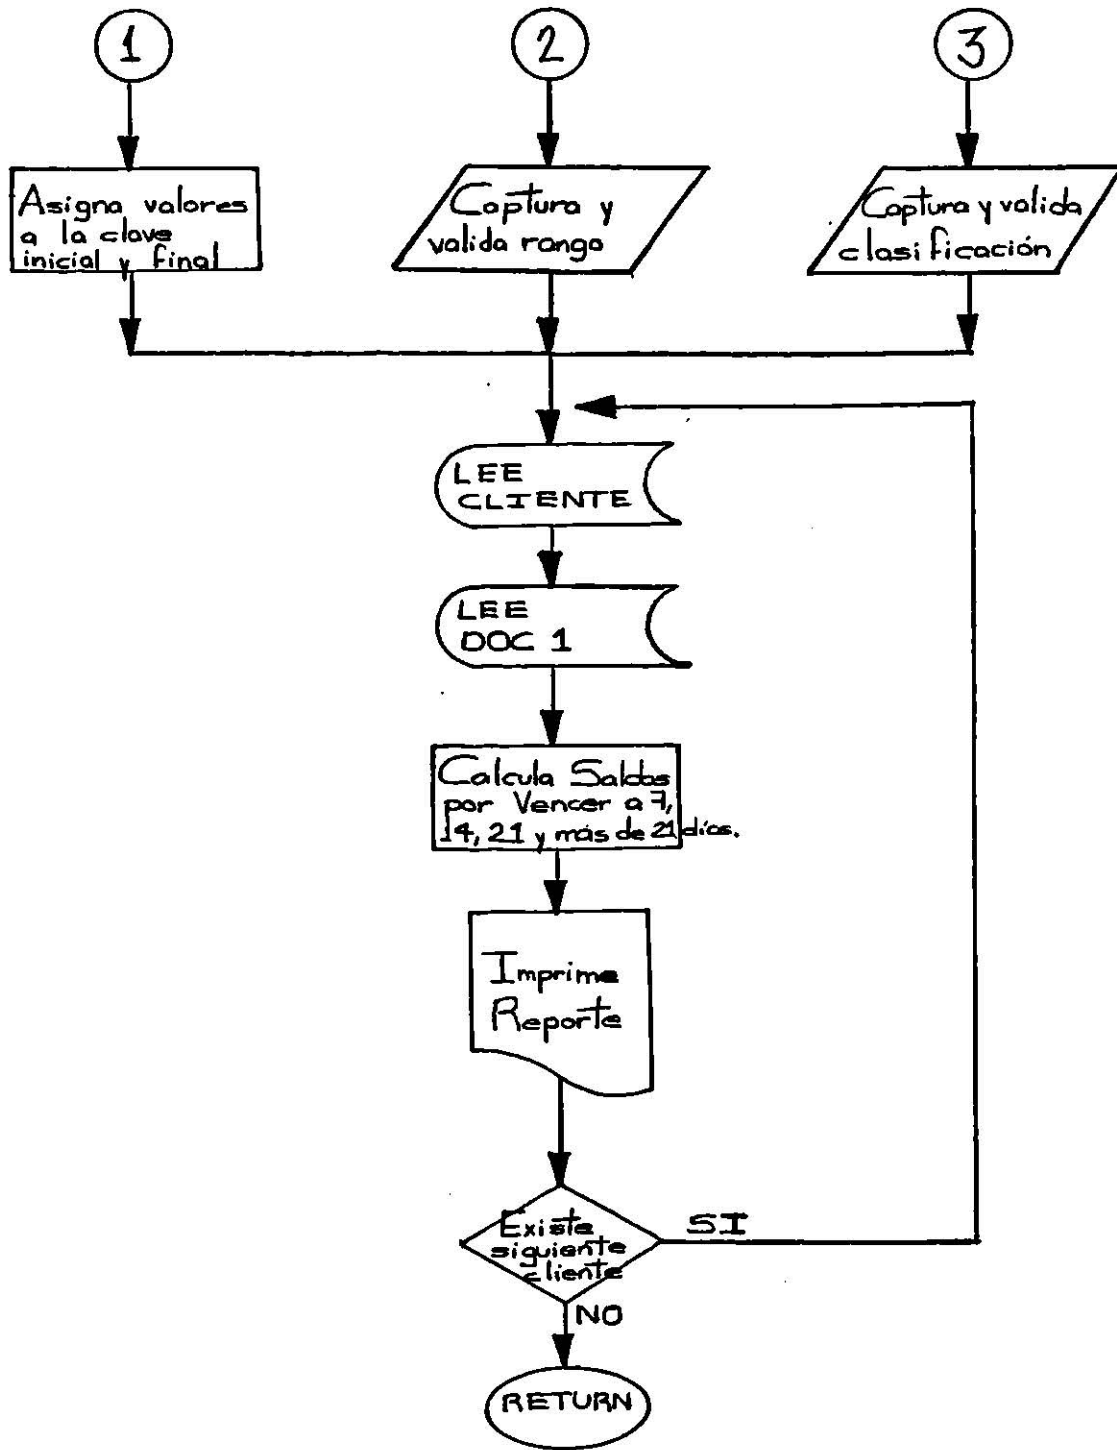 1
2
3
Asigna valores
a la clave
inicial y final
Captura y
valida rango
Captura y valida
clasificación
LEE
CLIENTE
LEE
DOC 1
Calcula Saldos
por Vencer a 7,
14, 21 y más de 21 días.
Imprime
Reporte
Existe
siguiente
cliente
SI
NO
RETURN